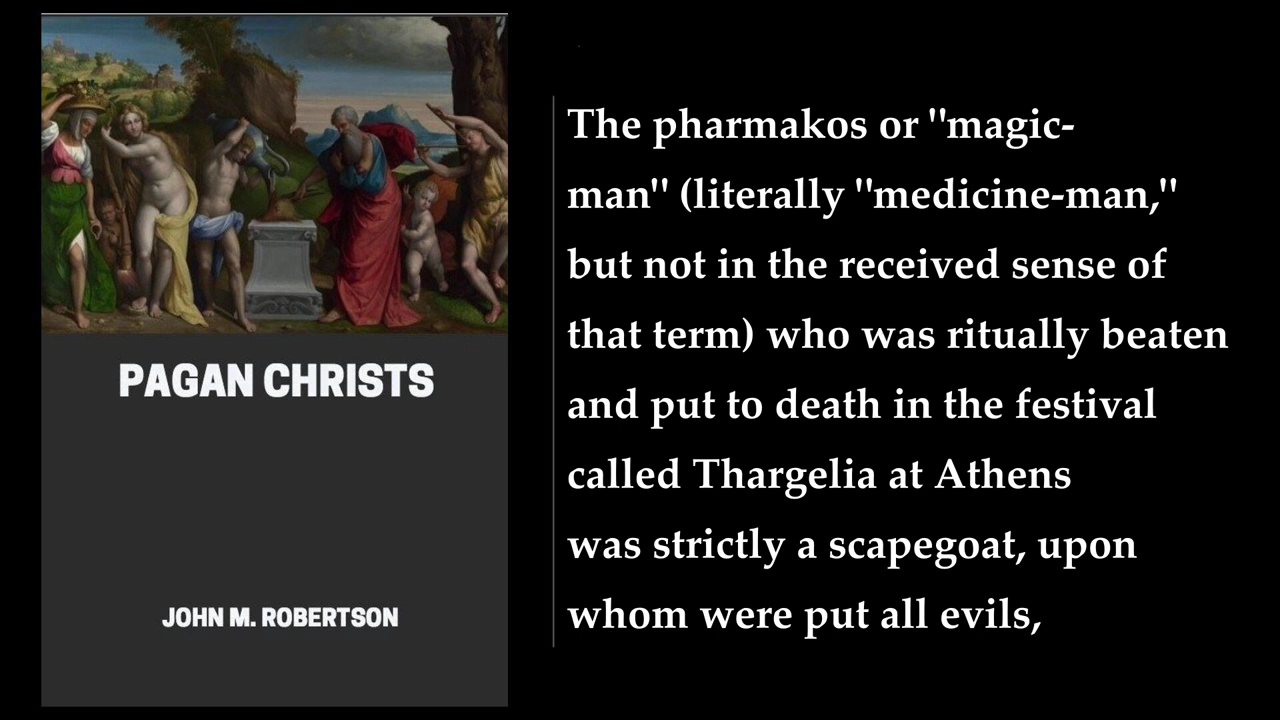 PAGAN CHRISTS
JOHN M. ROBERTSON
The pharmakos or "magic-
man" (literally "medicine-man,"
but not in the received sense of
that term) who was ritually beaten
and put to death in the festival
called Thargelia at Athens
was strictly a scapegoat, upon
whom were put all evils,